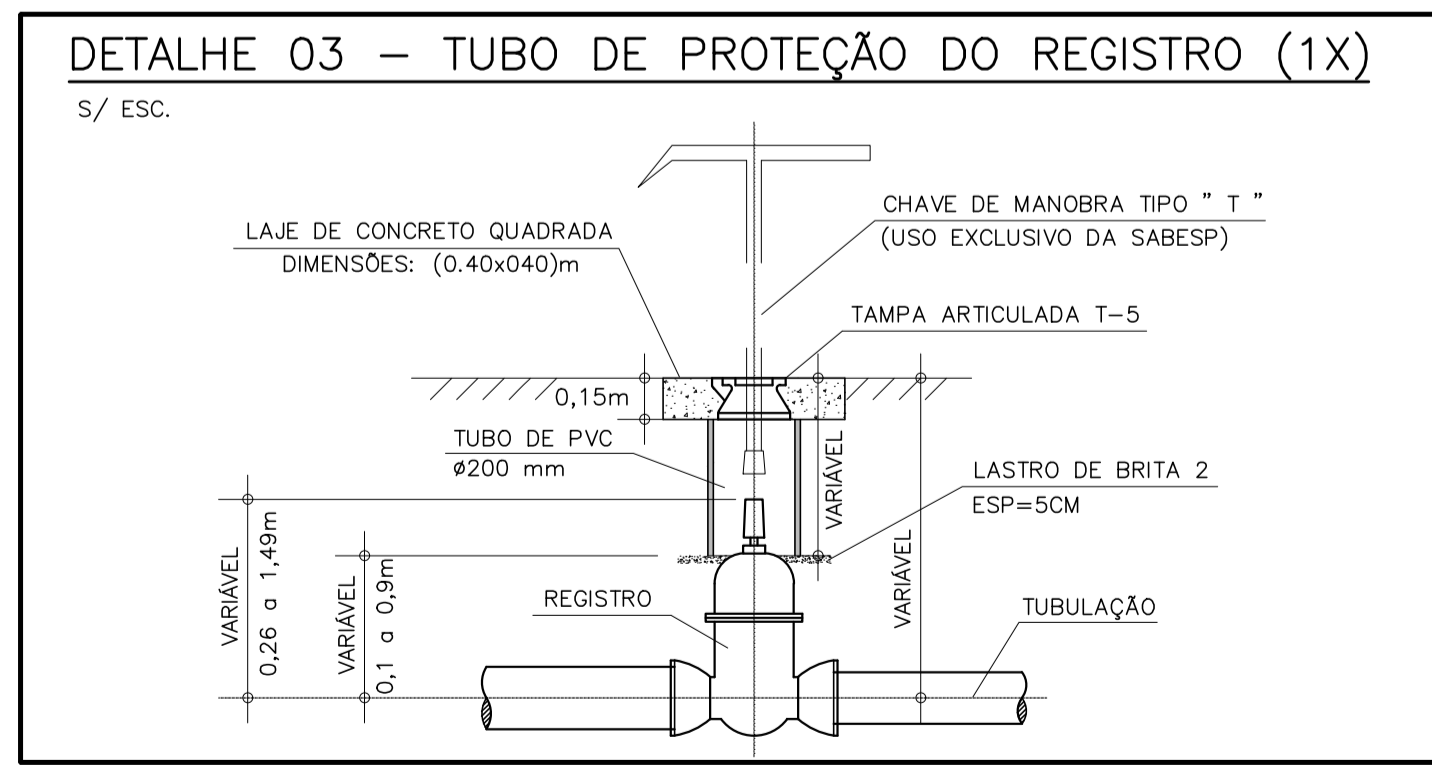 DETALHE 03 – TUBO DE PROTEÇÃO DO REGISTRO (1X)
S/ ESC.
CHAVE DE MANOBRA TIPO " T "
(USO EXCLUSIVO DA SABESP)
LAJE DE CONCRETO QUADRADA
DIMENSÕES: (0.40x040)m
TAMPA ARTICULADA T–5
0,15m
TUBO DE PVC
ø200 mm
VARIÁVEL
LASTRO DE BRITA 2
ESP=5CM
VARIÁVEL
0,26 a 1,49m
VARIÁVEL
0,1 a 0,9m
REGISTRO
VARIÁVEL
TUBULAÇÃO